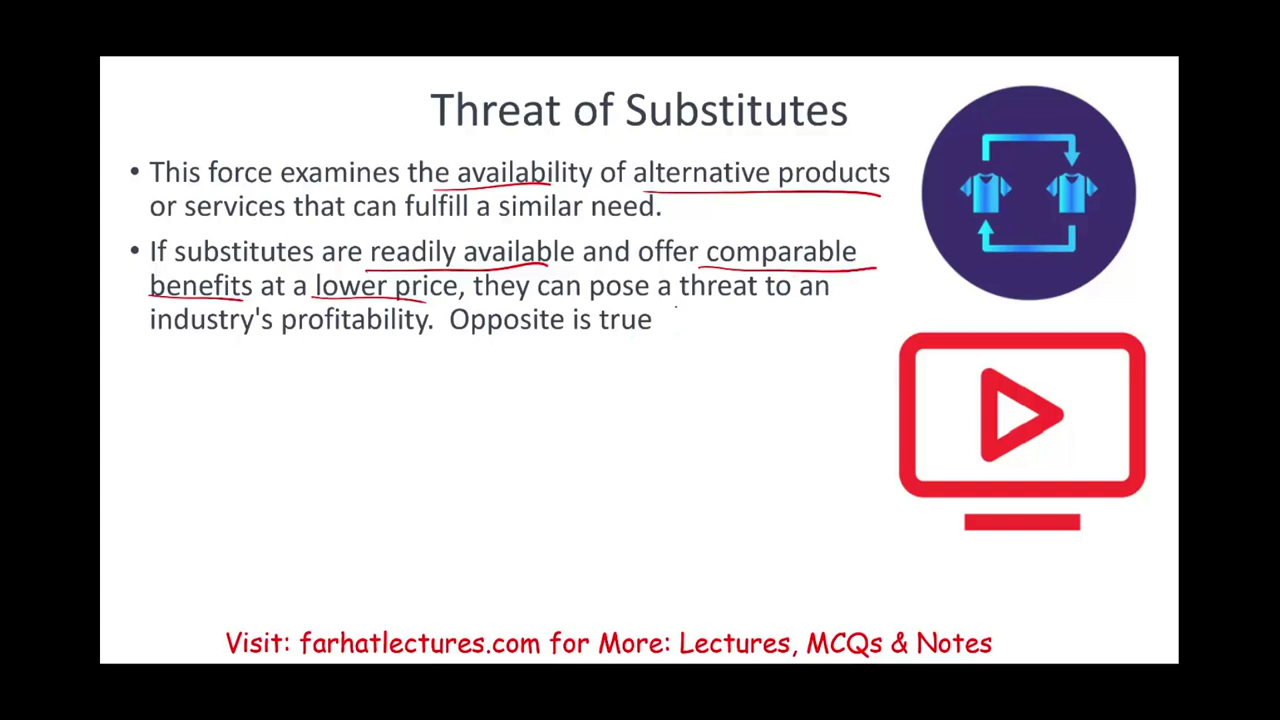 Threat of Substitutes
• This force examines the availability of alternative products
or services that can fulfill a similar need.
• If substitutes are readily available and offer comparable
benefits at a lower price, they can pose a threat to an
industry's profitability.  Opposite is true
Visit: farhatlectures.com for More: Lectures, MCQs & Notes